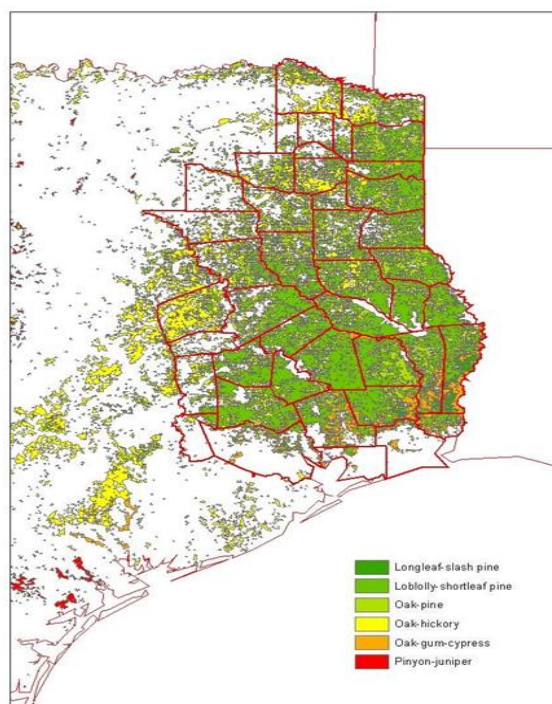 Longleaf-slash pine
Loblolly-shortleaf pine
Oak-pine
Oak-hickory
Oak-gum-cypress
Pinyon-juniper